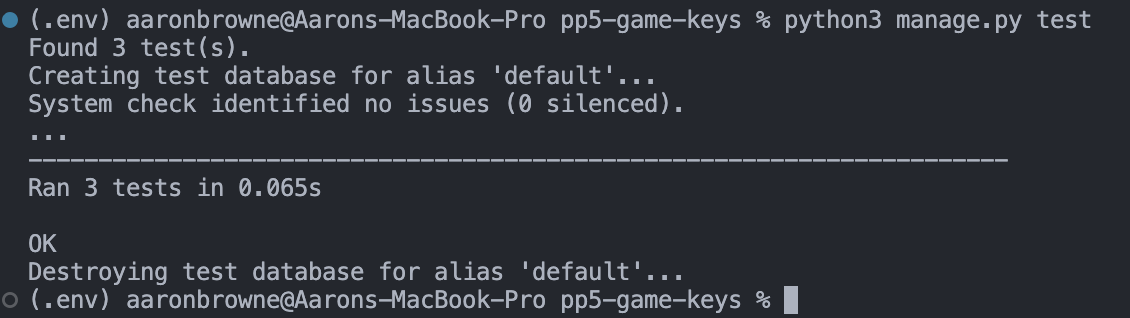 (.env) aaronbrowne@Aarons-MacBook-Pro pp5-game-keys % python3 manage.py test
Found 3 test(s).
Creating test database for alias 'default'...
System check identified no issues (0 silenced).
...
----------------------------------------------------------------------
Ran 3 tests in 0.065s

OK
Destroying test database for alias 'default'...
(.env) aaronbrowne@Aarons-MacBook-Pro pp5-game-keys %